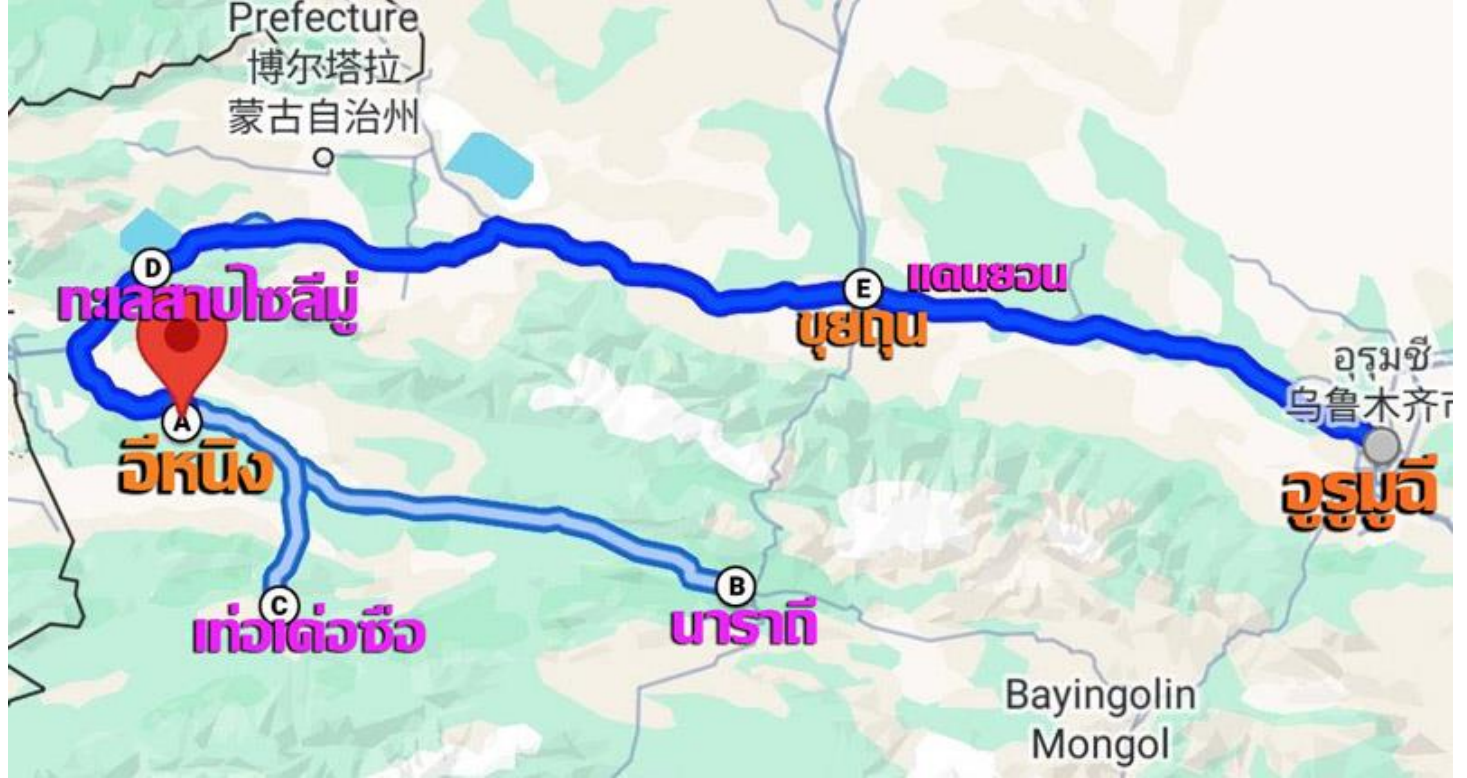 Prefecture
博尔塔拉
蒙古自治州
D
ทะเลสาบไซลีมู่
E
แคนยอน
ขุยถุน
อุรุมชี
乌鲁木齐市
A
อีหนิง
อูรูมูฉี
B
C
นาราถี
เท่อเค่อซือ
Bayingolin
Mongol